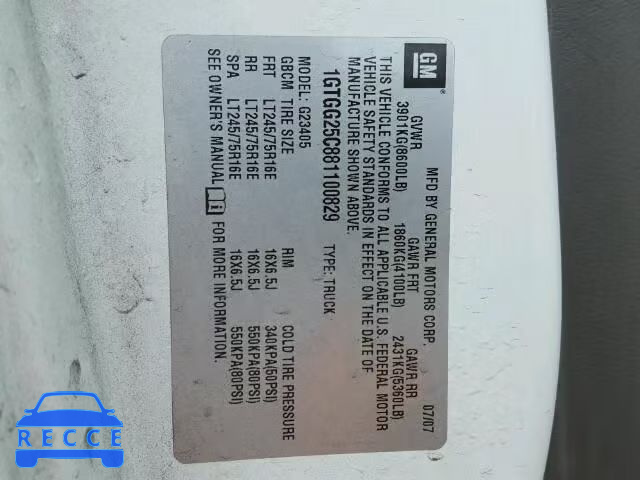 GM
MFD BY GENERAL MOTORS CORP. 07/07
GVWR GAWR FRT GAWR RR
3901KG(8600LB) 1860KG(4100LB) 2431KG(5360LB)
THIS VEHICLE CONFORMS TO ALL APPLICABLE U.S. FEDERAL MOTOR
VEHICLE SAFETY STANDARDS IN EFFECT ON THE DATE OF
MANUFACTURE SHOWN ABOVE.
1GTGG25C881100829 TYPE: TRUCK
MODEL: G23405
GBCM TIRE SIZE RIM COLD TIRE PRESSURE
FRT LT245/75R16E 16X6.5J 340KPA(50PSI)
RR LT245/75R16E 16X6.5J 550KPA(80PSI)
SPA LT245/75R16E 16X6.5J 550KPA(80PSI)
SEE OWNER'S MANUAL FOR MORE INFORMATION.
RECCE